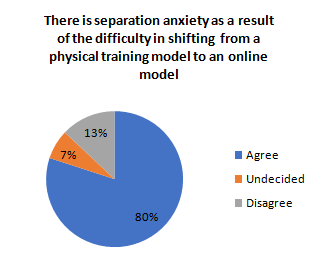 There is separation anxiety as a result
of the difficulty in shifting from a
physical training model to an online
model
13%
7%
80%
Agree
Undecided
Disagree